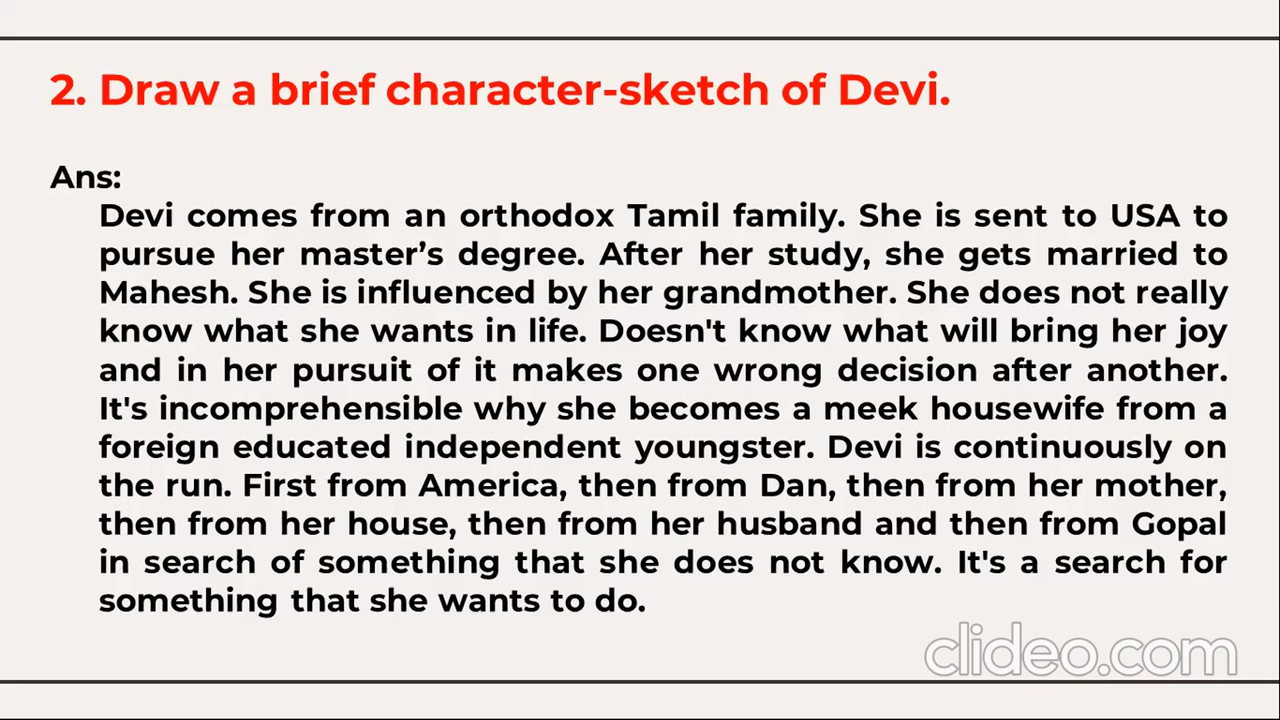 2. Draw a brief character-sketch of Devi.
Ans:
Devi comes from an orthodox Tamil family. She is sent to USA to
pursue her master’s degree. After her study, she gets married to
Mahesh. She is influenced by her grandmother. She does not really
know what she wants in life. Doesn't know what will bring her joy
and in her pursuit of it makes one wrong decision after another.
It's incomprehensible why she becomes a meek housewife from a
foreign educated independent youngster. Devi is continuously on
the run. First from America, then from Dan, then from her mother,
then from her house, then from her husband and then from Gopal
in search of something that she does not know. It's a search for
something that she wants to do.
clideo.com